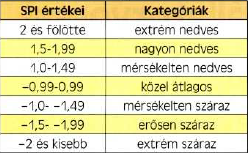 SPI értékei Kategóriák
2 és fölötte extrém nedves
1,5-1,99 nagyon nedves
1,0-1,49 mérsékelten nedves
–0,99-0,99 közel átlagos
–1,0- –1,49 mérsékelten száraz
–1,5- –1,99 erősen száraz
–2 és kisebb extrém száraz